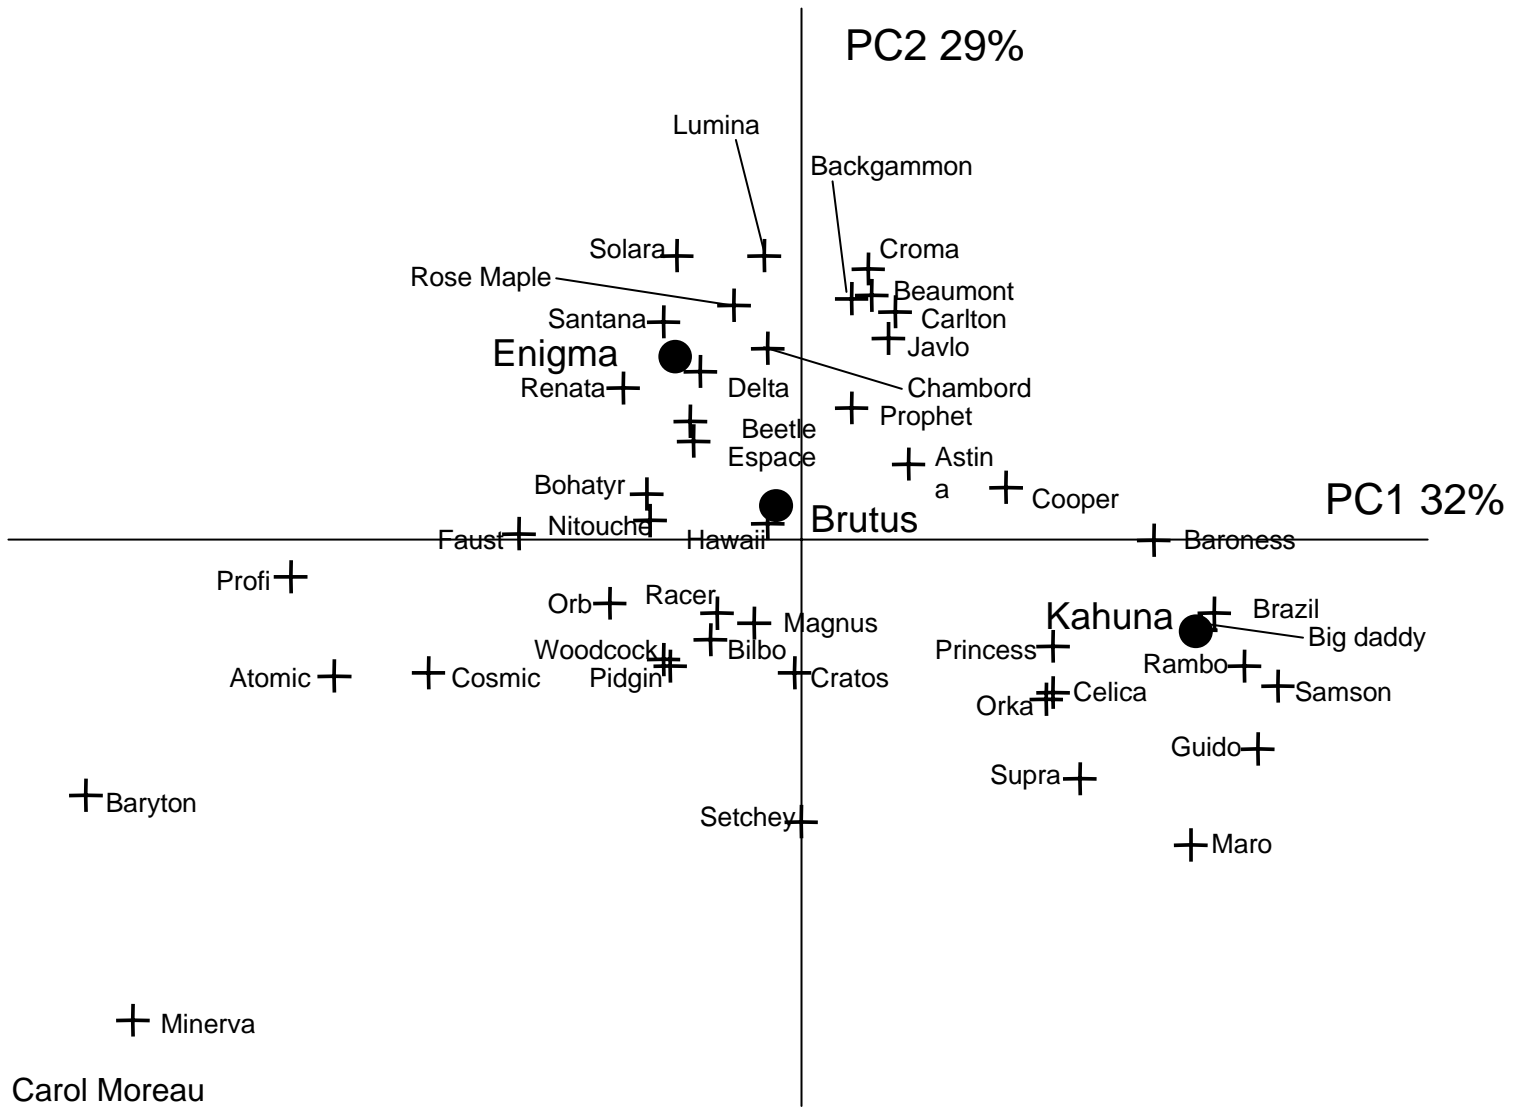 PC2 29%
Lumina
Backgammon
Solara
Croma
Rose Maple
Beaumont
Santana
Carlton
Enigma
Javlo
Renata
Delta
Chambord
Prophet
Beetle
Espace
Astin
a
Bohatyr
Cooper
PC1 32%
Nitouche
Brutus
Faust
Hawaii
Baroness
Profi
Orb
Racer
Magnus
Kahuna
Brazil
Big daddy
Woodcock
Bilbo
Princess
Rambo
Atomic
Cosmic
Pidgin
Cratos
Orka
Celica
Samson
Guido
Supra
Baryton
Setchey
Maro
Minerva
Carol Moreau